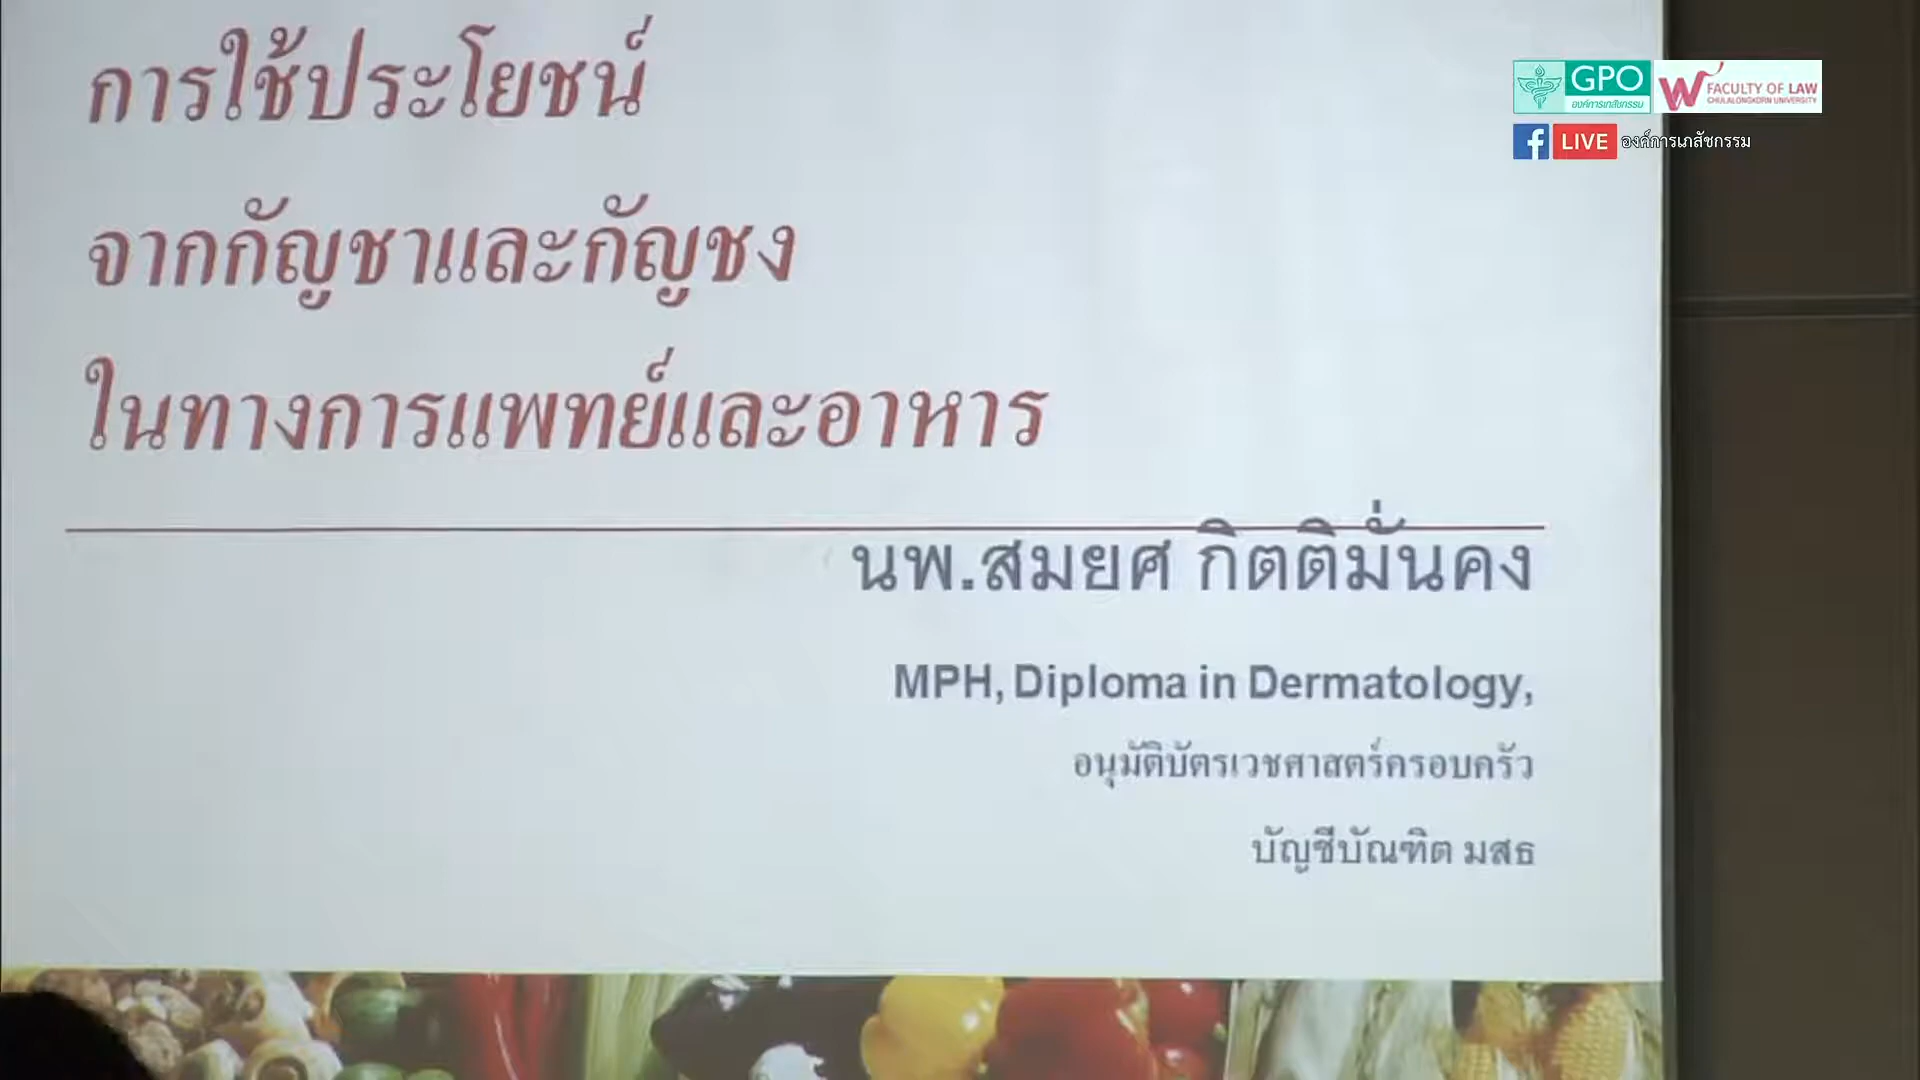 การใช้ประโยชน์
จากกัญชาและกัญชง
ในทางการแพทย์และอาหาร
นพ.สมยศ กิตติมั่นคง
MPH, Diploma in Dermatology,
อนุมัติบัตรเวชศาสตร์ครอบครัว
บัญชีบัณฑิต มสธ
GPO
องค์การเภสัชกรรม
FACULTY OF LAW
CHULALONGKORN UNIVERSITY
f LIVE องค์การเภสัชกรรม